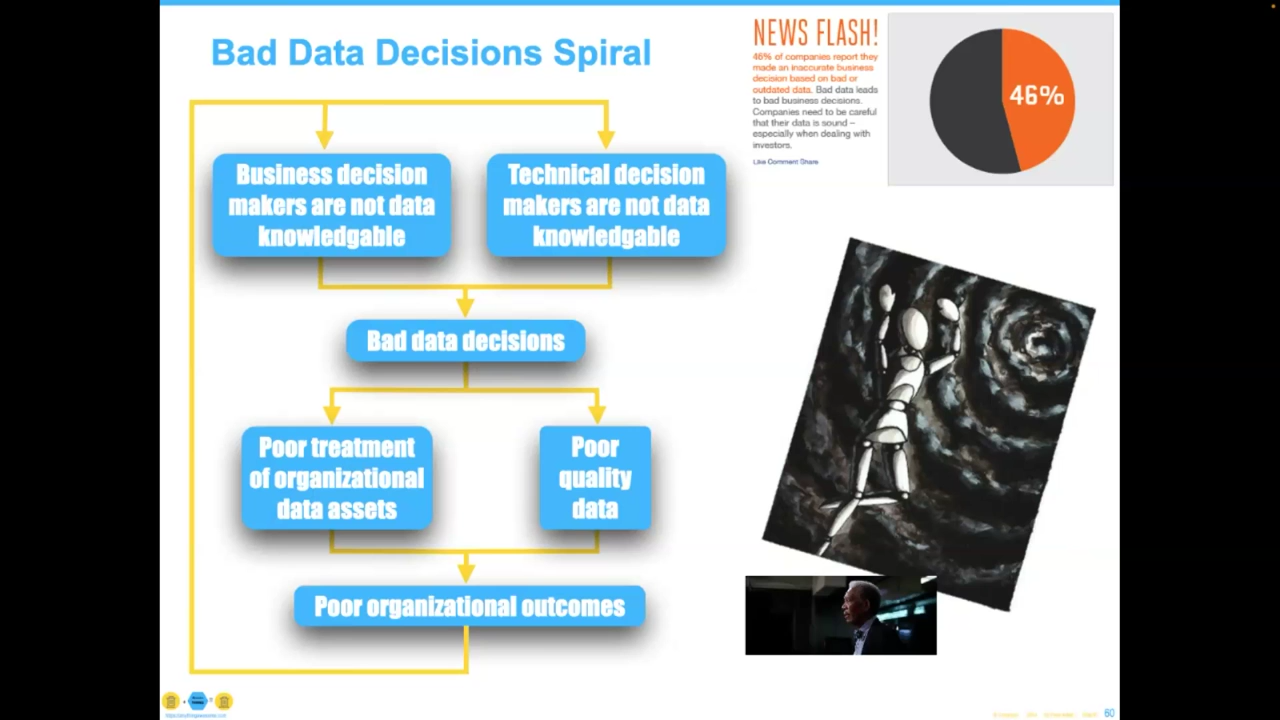 Bad Data Decisions Spiral
NEWS FLASH!
46% of companies report they
made an inaccurate business
decision based on bad or
outdated data. Bad data leads
to bad business decisions.
Companies need to be careful
that their data is sound –
especially when dealing with
investors.
Like Comment Share
46%
Business decision
makers are not data
knowledgable
Technical decision
makers are not data
knowledgable
Bad data decisions
Poor treatment
of organizational
data assets
Poor
quality
data
Poor organizational outcomes
60